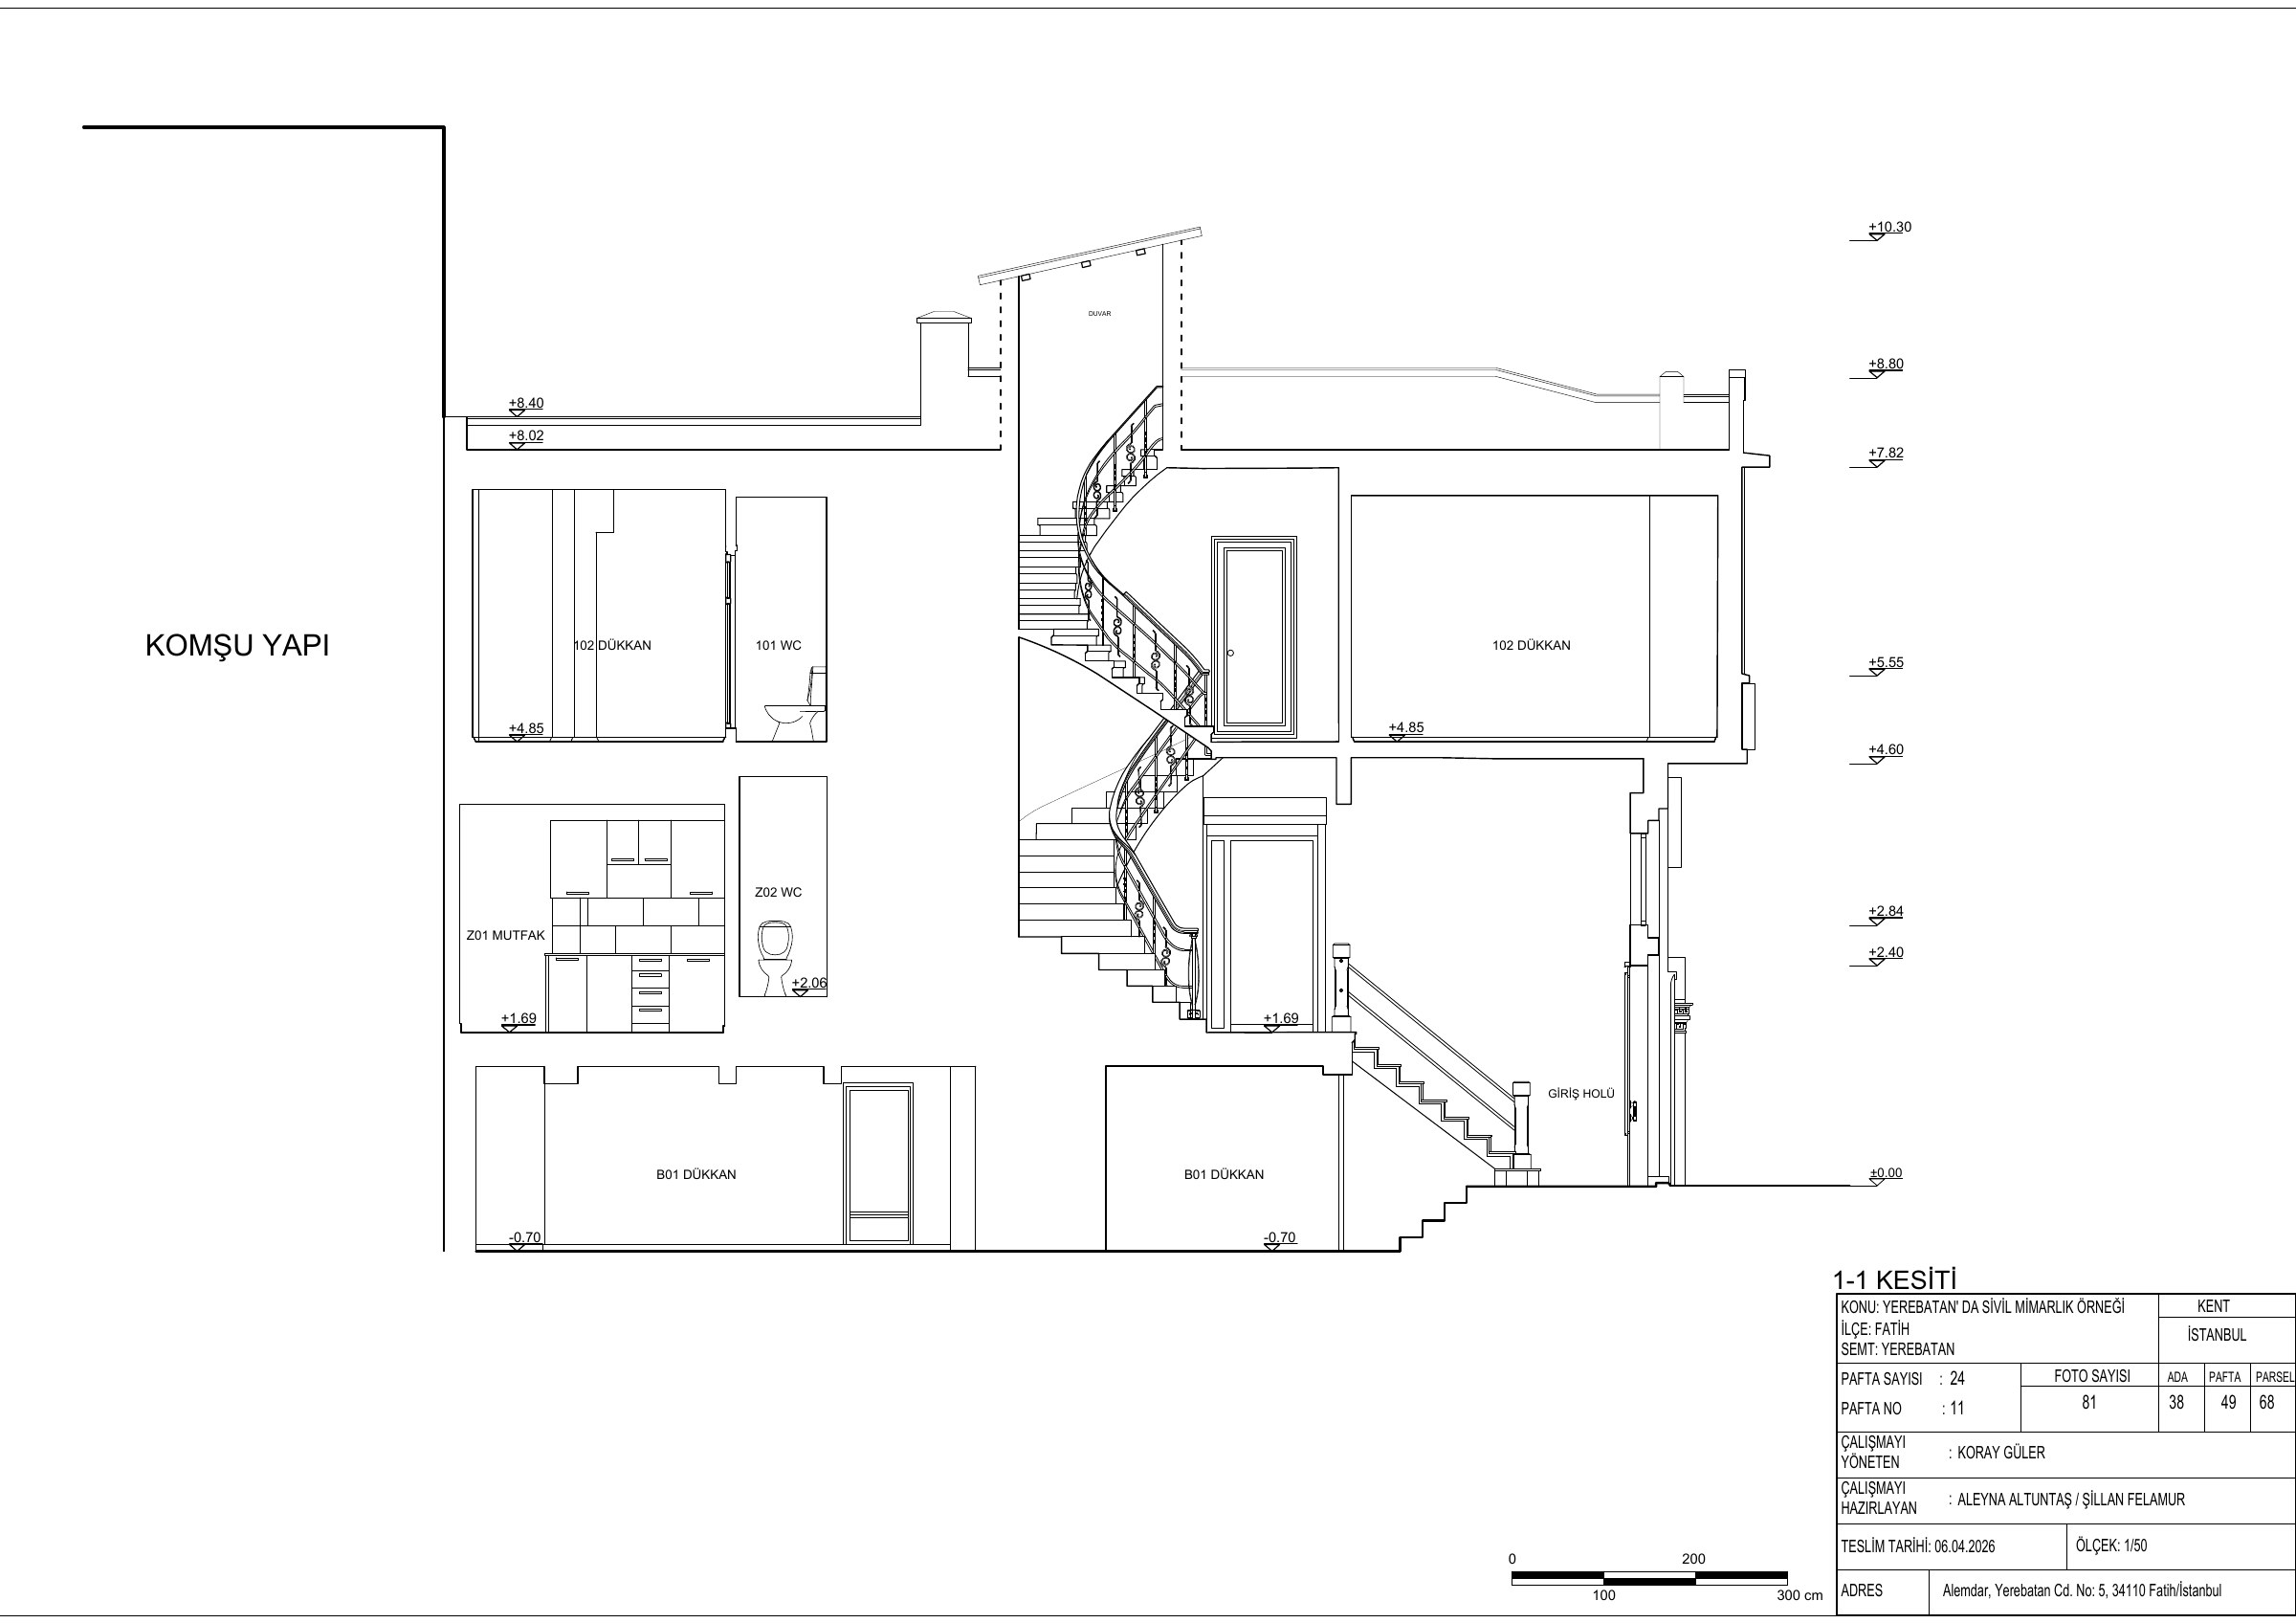 +10.30
DUVAR
+8.80
+8.40
+8.02
+7.82
KOMŞU YAPI
102 DÜKKAN
101 WC
102 DÜKKAN
+5.55
+4.85
+4.85
+4.60
Z02 WC
+2.84
Z01 MUTFAK
+2.40
+2.06
+1.69
+1.69
GİRİŞ HOLÜ
B01 DÜKKAN
B01 DÜKKAN
±0.00
-0.70
-0.70
1-1 KESİTİ
KONU: YEREBATAN' DA SİVİL MİMARLIK ÖRNEĞİ
İLÇE: FATİH
SEMT: YEREBATAN
KENT
İSTANBUL
PAFTA SAYISI : 24
PAFTA NO : 11
FOTO SAYISI
81
ADA PAFTA PARSEL
38 49 68
ÇALIŞMAYI
YÖNETEN : KORAY GÜLER
ÇALIŞMAYI
HAZIRLAYAN : ALEYNA ALTUNTAŞ / ŞİLLAN FELAMUR
TESLİM TARİHİ: 06.04.2026
ÖLÇEK: 1/50
ADRES
Alemdar, Yerebatan Cd. No: 5, 34110 Fatih/İstanbul
0 200
100 300 cm